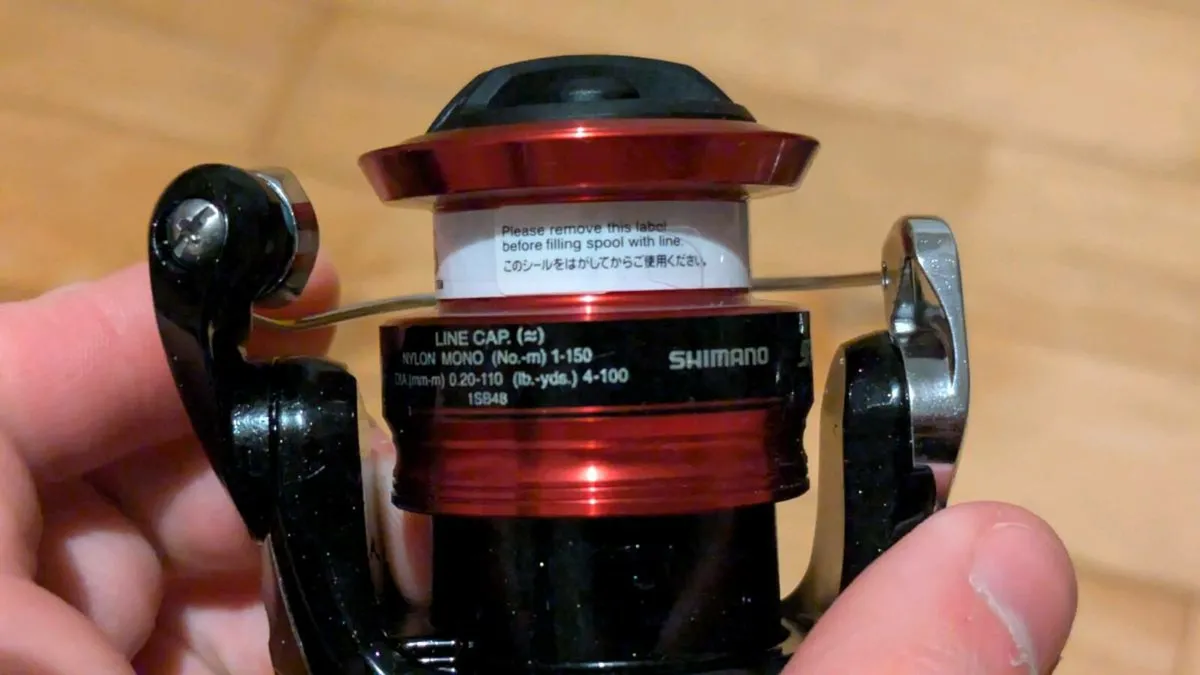 Please remove this label
before filling spool with line.
このシールをはがしてからご使用ください。
LINE CAP. (≈)
NYLON MONO (No.-m) 1-150
DIA (mm-m) 0.20-110 (lb.-yds.) 4-100
1SB48
SHIMANO